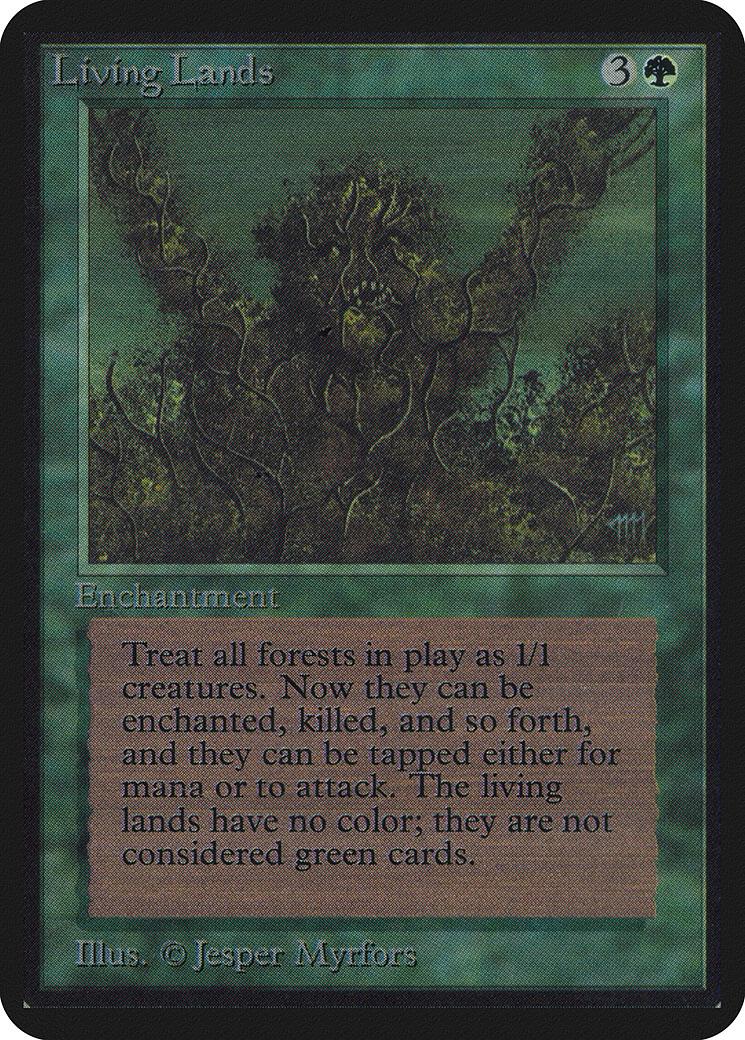 Living Lands 3
Enchantment
Treat all forests in play as 1/1
creatures. Now they can be
enchanted, killed, and so forth,
and they can be tapped either for
mana or to attack. The living
lands have no color; they are not
considered green cards.
Illus. © Jesper Myrfors